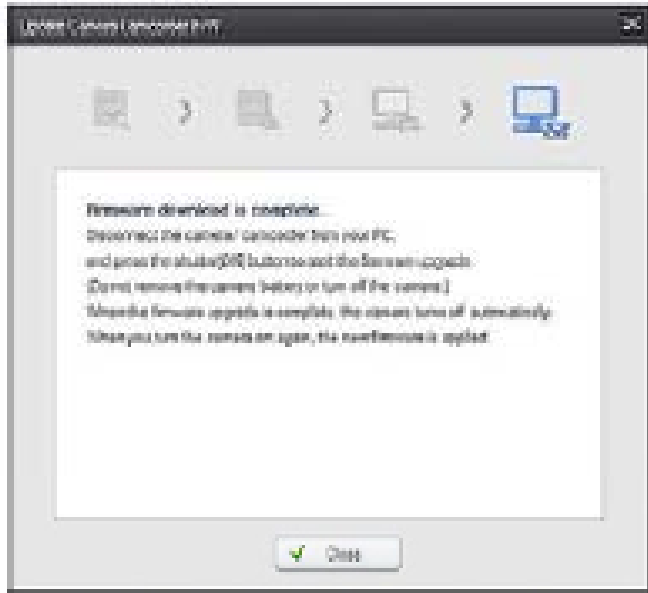 Update Camera/Camcorder F/W
Firmware download is complete.
Disconnect the camera/ camcorder from your PC,
and press the shutter[OK] button to start the firmware upgrade.
(Do not remove the camera battery or turn off the camera.)
When the firmware upgrade is complete, the camera turns off automatically.
When you turn the camera on again, the new firmware is applied.
Close